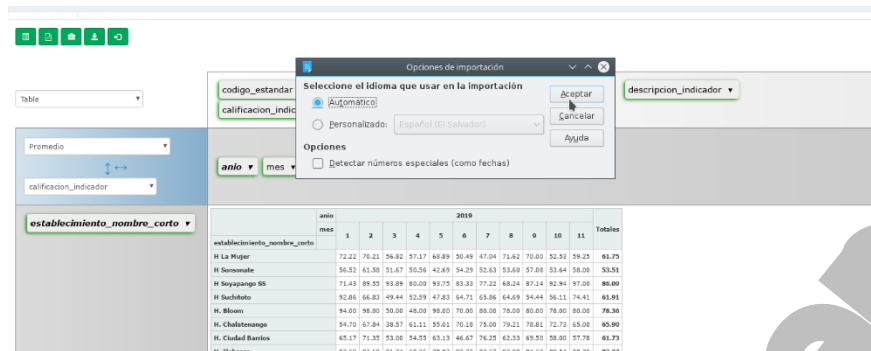 Opciones de importación
Seleccione el idioma que usar en la importación
Automático
Personalizado: Español (El Salvador)
Opciones
Detectar números especiales (como fechas)
Aceptar
Cancelar
Ayuda
Table
codigo_estandar
descripcion_indicador
calificacion_indic
Promedio
calificacion_indicador
anio mes
establecimiento_nombre_corto
anio 2019
mes 1 2 3 4 5 6 7 8 9 10 11 Totales
establecimiento_nombre_corto
H La Mujer 72.22 70.21 56.82 57.17 68.89 50.49 47.04 71.62 70.00 52.53 59.25 61.75
H Sonsonate 56.52 61.58 51.67 50.56 42.69 54.29 52.63 53.60 57.08 53.64 58.00 53.51
H Soyapango SS 71.43 89.55 93.89 80.00 93.75 83.33 77.22 68.24 87.14 92.94 97.00 86.09
H Suchitoto 92.86 66.83 49.44 52.59 47.83 64.71 65.86 64.69 54.44 56.11 74.41 61.91
H. Bloom 94.00 98.00 50.00 48.00 98.00 70.00 80.00 78.00 80.00 78.00 80.00 78.36
H. Chalatenango 54.70 67.84 38.57 61.11 55.01 70.18 75.00 79.21 78.81 72.73 65.00 65.90
H. Ciudad Barrios 65.17 71.35 53.00 54.55 63.13 46.67 76.25 62.33 69.50 58.00 57.78 61.73